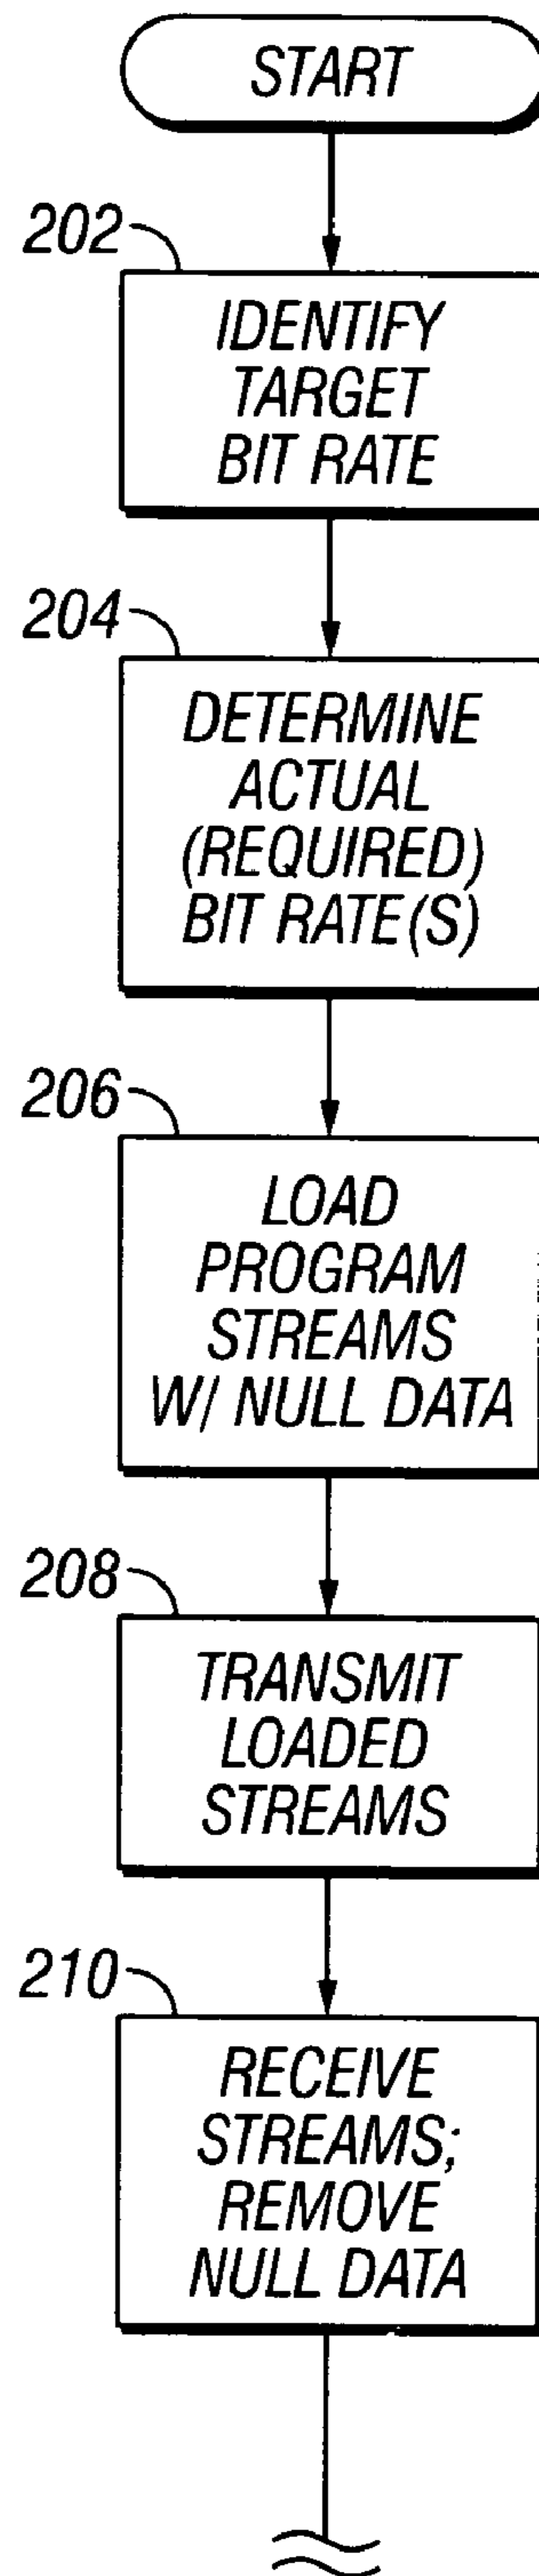 START
202
IDENTIFY
TARGET
BIT RATE
204
DETERMINE
ACTUAL
(REQUIRED)
BIT RATE(S)
206
LOAD
PROGRAM
STREAMS
W/ NULL DATA
208
TRANSMIT
LOADED
STREAMS
210
RECEIVE
STREAMS;
REMOVE
NULL DATA